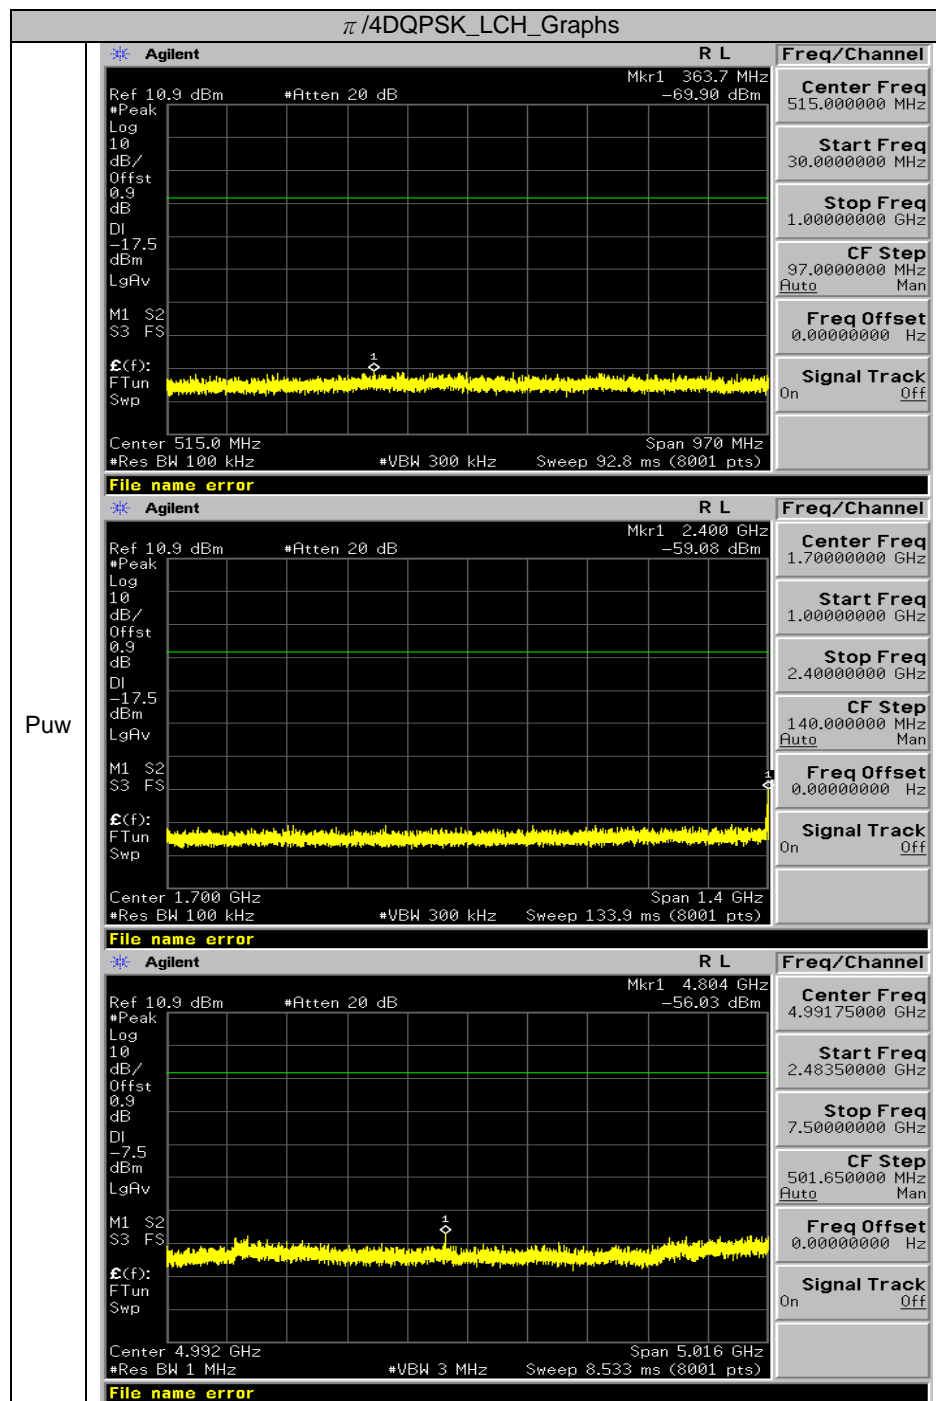 π/4DQPSK_LCH_Graphs
Puw
Agilent R L Freq/Channel
Mkr1 363.7 MHz
Ref 10.9 dBm #Atten 20 dB -69.90 dBm
#Peak
Log
10
dB/
Offst
0.9
dB
DI
-17.5
dBm
LgAv
M1 S2
S3 FS
£(f):
FTun
Swp
1
Center 515.0 MHz Span 970 MHz
#Res BW 100 kHz #VBW 300 kHz Sweep 92.8 ms (8001 pts)
File name error
Center Freq
515.000000 MHz
Start Freq
30.0000000 MHz
Stop Freq
1.00000000 GHz
CF Step
97.0000000 MHz
Auto Man
Freq Offset
0.00000000 Hz
Signal Track
On Off
Agilent R L Freq/Channel
Mkr1 2.400 GHz
Ref 10.9 dBm #Atten 20 dB -59.08 dBm
#Peak
Log
10
dB/
Offst
0.9
dB
DI
-17.5
dBm
LgAv
M1 S2
S3 FS
£(f):
FTun
Swp
1
Center 1.700 GHz Span 1.4 GHz
#Res BW 100 kHz #VBW 300 kHz Sweep 133.9 ms (8001 pts)
File name error
Center Freq
1.70000000 GHz
Start Freq
1.00000000 GHz
Stop Freq
2.40000000 GHz
CF Step
140.000000 MHz
Auto Man
Freq Offset
0.00000000 Hz
Signal Track
On Off
Agilent R L Freq/Channel
Mkr1 4.804 GHz
Ref 10.9 dBm #Atten 20 dB -56.03 dBm
#Peak
Log
10
dB/
Offst
0.9
dB
DI
-7.5
dBm
LgAv
M1 S2
S3 FS
£(f):
FTun
Swp
1
Center 4.992 GHz Span 5.016 GHz
#Res BW 1 MHz #VBW 3 MHz Sweep 8.533 ms (8001 pts)
File name error
Center Freq
4.99175000 GHz
Start Freq
2.48350000 GHz
Stop Freq
7.50000000 GHz
CF Step
501.650000 MHz
Auto Man
Freq Offset
0.00000000 Hz
Signal Track
On Off